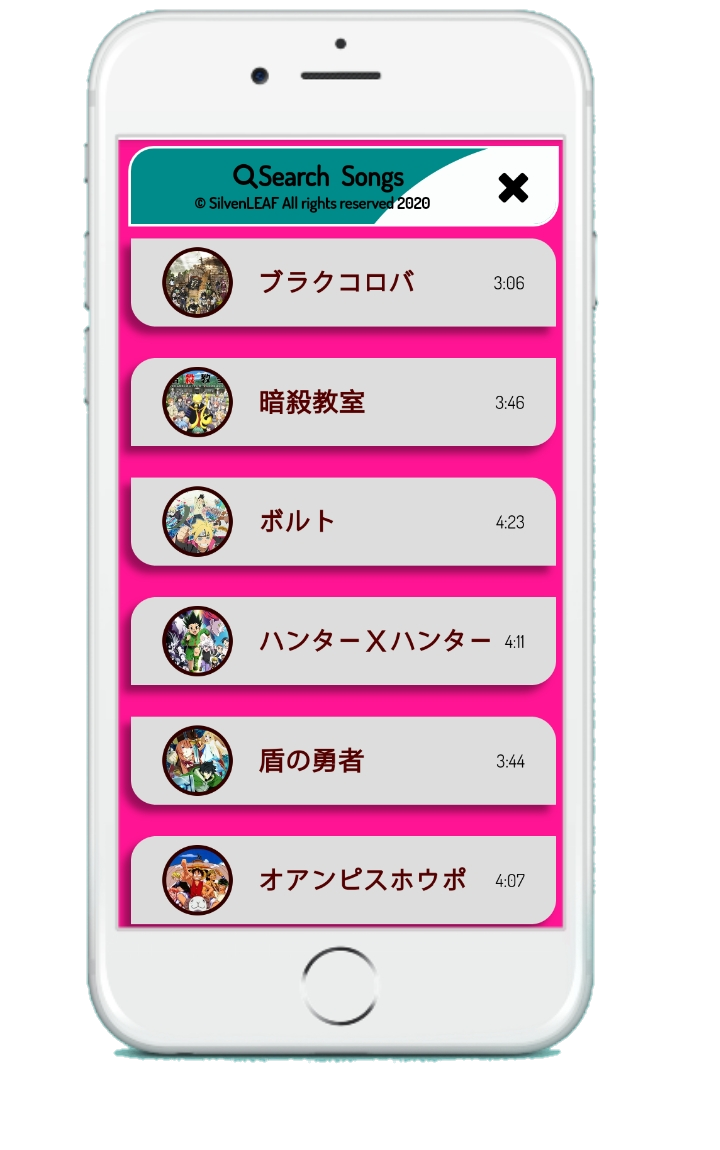 Search Songs
© SilvenLEAF All rights reserved 2020
ブラクコロバ 3:06
暗殺教室 3:46
ボルト 4:23
ハンターXハンター 4:11
盾の勇者 3:44
オアンピスホウポ 4:07